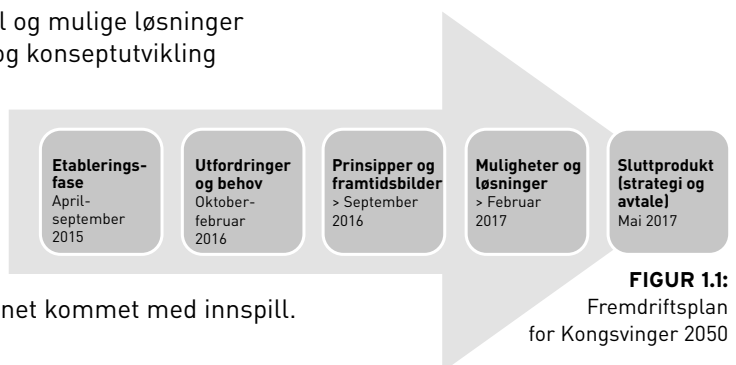 l og mulige løsninger
og konseptutvikling
Etablerings-
fase
April-
september
2015
Utfordringer
og behov
Oktober-
februar
2016
Prinsipper og
framtidsbilder
> September
2016
Muligheter og
løsninger
> Februar
2017
Sluttprodukt
(strategi og
avtale)
Mai 2017
FIGUR 1.1:
Fremdriftsplan
for Kongsvinger 2050
net kommet med innspill.